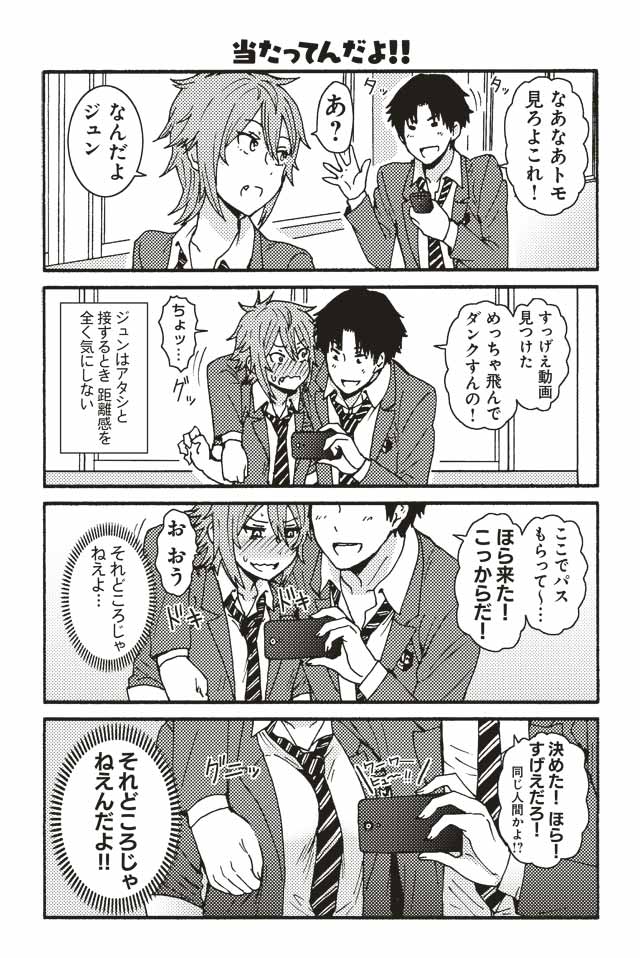 当たってんだよ!!
なあなあトモ
見ろよこれ!
タッ
タッ
あ?
なんだよ
ジュン
すっげえ動画
見つけた
めっちゃ飛んで
ダンクすんの!
ちょッ…
グッ
ジュンはアタシと
接するとき 距離感を
全く気にしない
ここでパス
もらって〜…
ほら来た!
こっからだ!
お おう
ドキ
ドキ
それどころじゃ
ねえよ…
決めた! ほら!
すげえだろ!
同じ人間かよ!?
ワーワー
ヒュー!!
グニッ
それどころじゃ
ねえんだよ!!